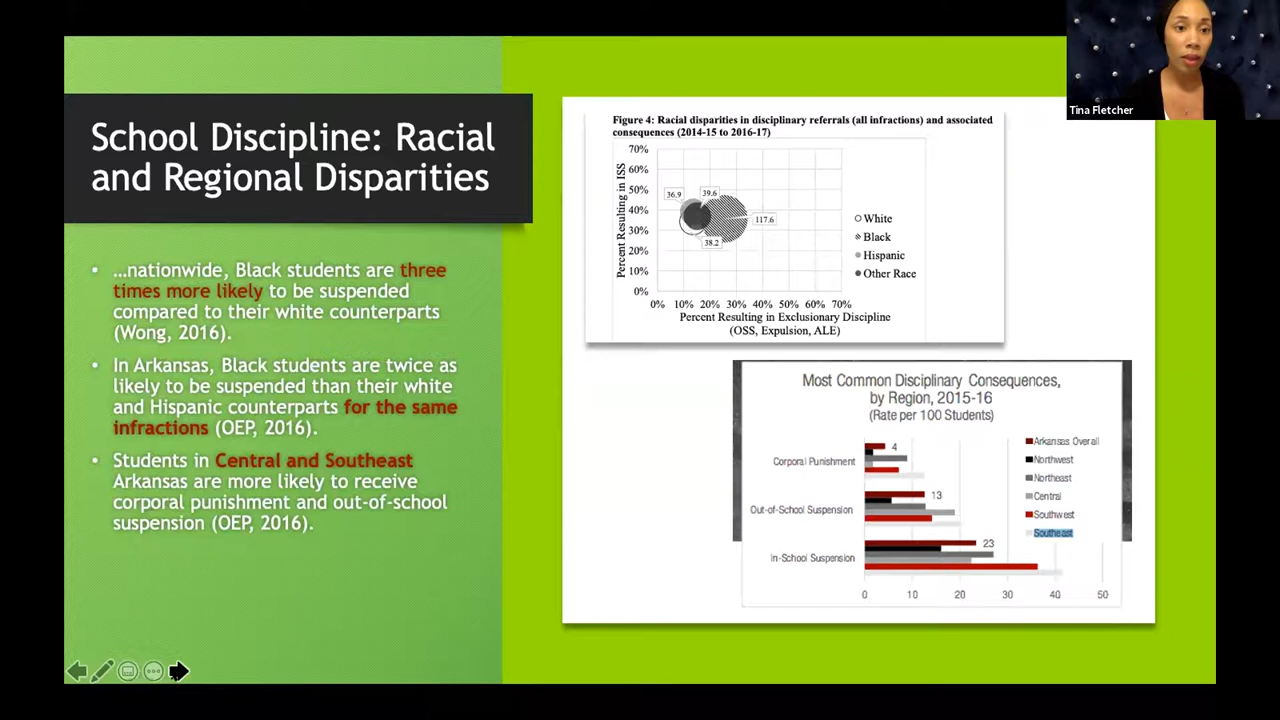 Tina Fletcher
School Discipline: Racial
and Regional Disparities
• …nationwide, Black students are three
times more likely to be suspended
compared to their white counterparts
(Wong, 2016).
• In Arkansas, Black students are twice as
likely to be suspended than their white
and Hispanic counterparts for the same
infractions (OEP, 2016).
• Students in Central and Southeast
Arkansas are more likely to receive
corporal punishment and out-of-school
suspension (OEP, 2016).
Figure 4: Racial disparities in disciplinary referrals (all infractions) and associated
consequences (2014-15 to 2016-17)
Percent Resulting in ISS
70%
60%
50%
40%
30%
20%
10%
0%
36.9
39.6
117.6
38.2
White
Black
Hispanic
Other Race
0% 10% 20% 30% 40% 50% 60% 70%
Percent Resulting in Exclusionary Discipline
(OSS, Expulsion, ALE)
Most Common Disciplinary Consequences,
by Region, 2015-16
(Rate per 100 Students)
Corporal Punishment
4
Out-of-School Suspension
13
In-School Suspension
23
Arkansas Overall
Northwest
Northeast
Central
Southwest
Southeast
0 10 20 30 40 50